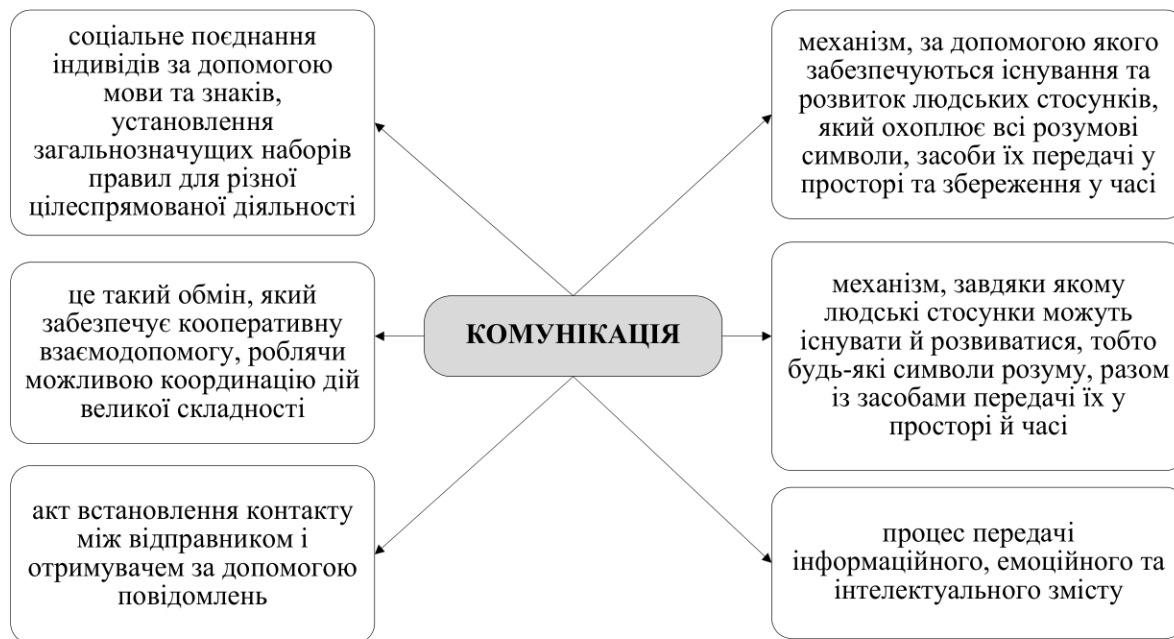 соціальне поєднання
індивідів за допомогою
мови та знаків,
установлення
загальнозначущих наборів
правил для різної
цілеспрямованої діяльності
це такий обмін, який
забезпечує кооперативну
взаємодопомогу, роблячи
можливою координацію дій
великої складності
акт встановлення контакту
між відправником і
отримувачем за допомогою
повідомлень
КОМУНІКАЦІЯ
механізм, за допомогою якого
забезпечуються існування та
розвиток людських стосунків,
який охоплює всі розумові
символи, засоби їх передачі у
просторі та збереження у часі
механізм, завдяки якому
людські стосунки можуть
існувати й розвиватися, тобто
будь-які символи розуму, разом
із засобами передачі їх у
просторі й часі
процес передачі
інформаційного, емоційного та
інтелектуального змісту